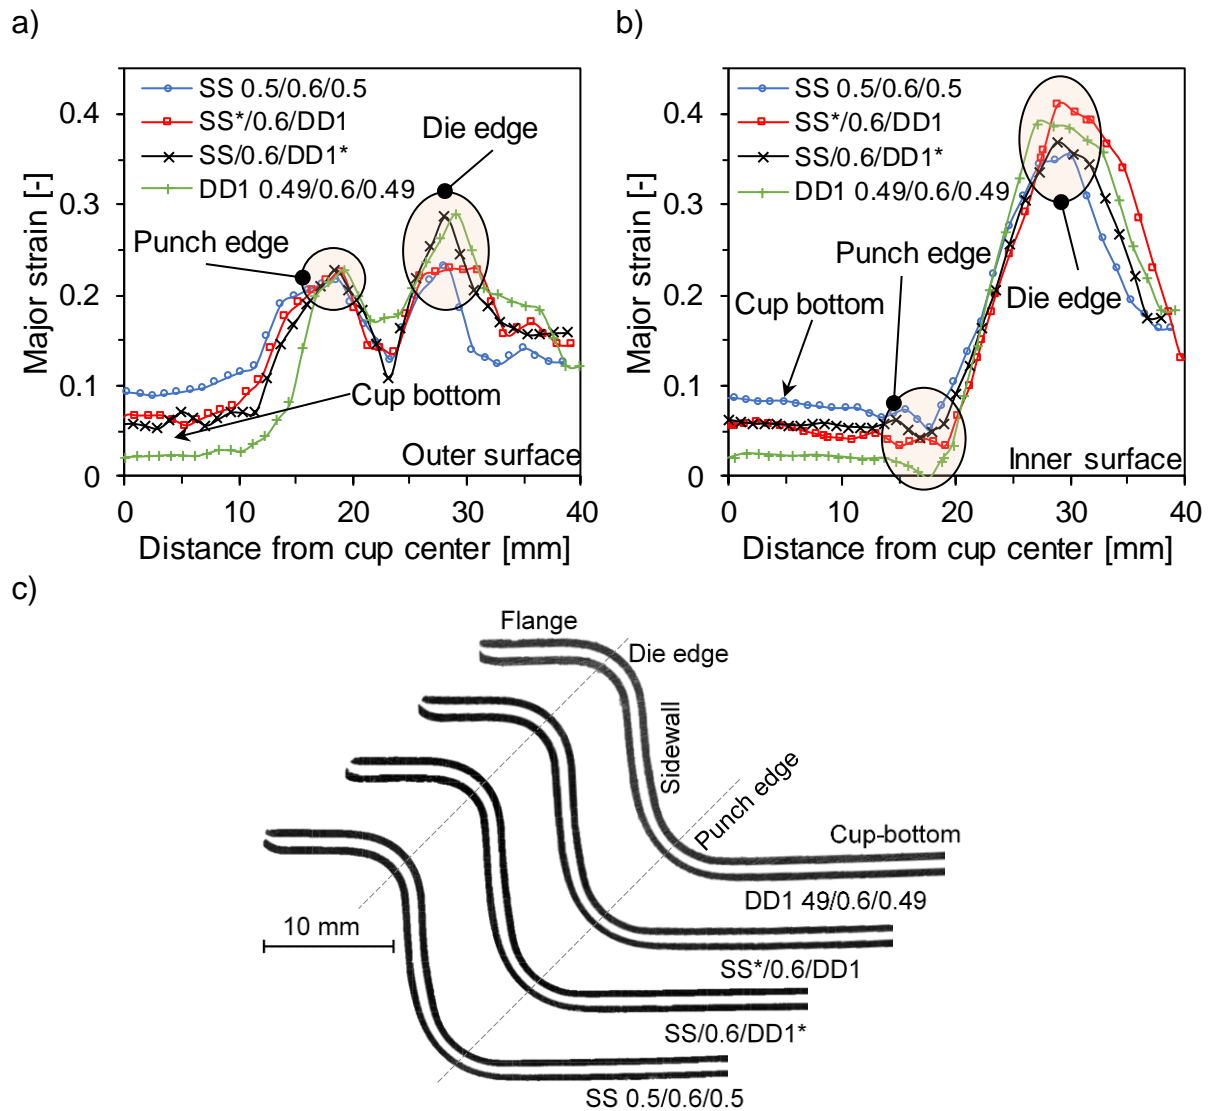 a)
SS 0.5/0.6/0.5
SS*/0.6/DD1
SS/0.6/DD1*
DD1 0.49/0.6/0.49
Die edge
Punch edge
Cup bottom
Outer surface
Major strain [-]
0.4
0.3
0.2
0.1
0
0 10 20 30 40
Distance from cup center [mm]
b)
SS 0.5/0.6/0.5
SS*/0.6/DD1
SS/0.6/DD1*
DD1 0.49/0.6/0.49
Punch edge
Cup bottom
Die edge
Inner surface
Major strain [-]
0.4
0.3
0.2
0.1
0
0 10 20 30 40
Distance from cup center [mm]
c)
Flange
Die edge
Sidewall
Punch edge
Cup-bottom
DD1 49/0.6/0.49
10 mm
SS*/0.6/DD1
SS/0.6/DD1*
SS 0.5/0.6/0.5